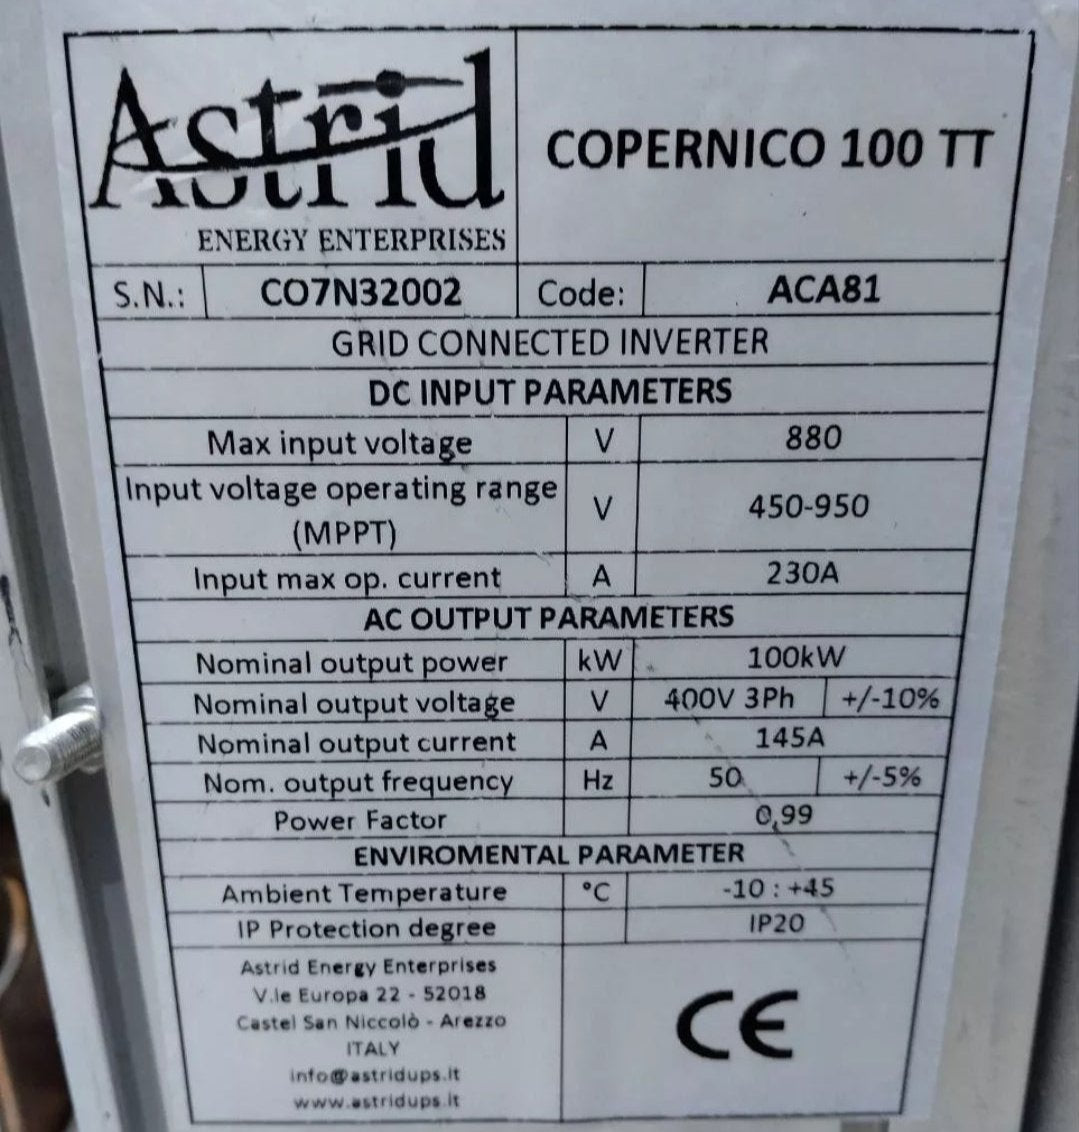 Astrid
ENERGY ENTERPRISES
COPERNICO 100 TT
S.N.: CO7N32002 Code: ACA81
GRID CONNECTED INVERTER
DC INPUT PARAMETERS
Max input voltage V 880
Input voltage operating range
(MPPT) V 450-950
Input max op. current A 230A
AC OUTPUT PARAMETERS
Nominal output power kW 100kW
Nominal output voltage V 400V 3Ph +/-10%
Nominal output current A 145A
Nom. output frequency Hz 50 +/-5%
Power Factor 0,99
ENVIROMENTAL PARAMETER
Ambient Temperature °C -10 : +45
IP Protection degree IP20
Astrid Energy Enterprises
V.le Europa 22 - 52018
Castel San Niccolò - Arezzo
ITALY
info@astridups.it
www.astridups.it
CE